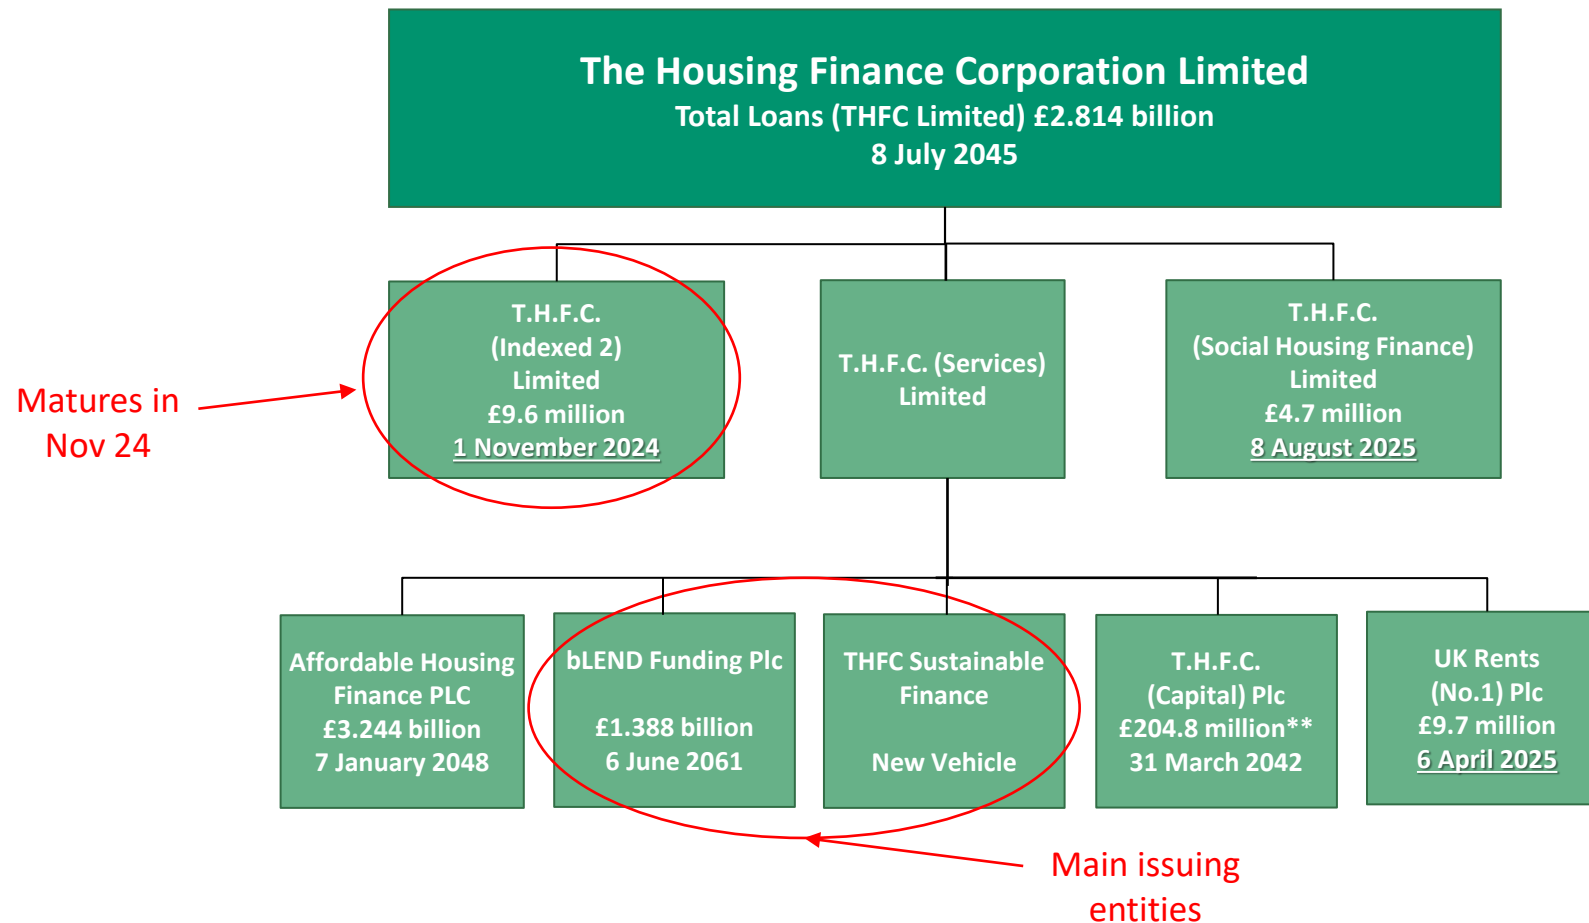 The Housing Finance Corporation Limited
Total Loans (THFC Limited) £2.814 billion
8 July 2045
T.H.F.C.
(Indexed 2)
Limited
£9.6 million
1 November 2024
T.H.F.C. (Services)
Limited
T.H.F.C.
(Social Housing Finance)
Limited
£4.7 million
8 August 2025
Matures in
Nov 24
Affordable Housing
Finance PLC
£3.244 billion
7 January 2048
bLEND Funding Plc
£1.388 billion
6 June 2061
THFC Sustainable
Finance
New Vehicle
T.H.F.C.
(Capital) Plc
£204.8 million**
31 March 2042
UK Rents
(No.1) Plc
£9.7 million
6 April 2025
Main issuing
entities